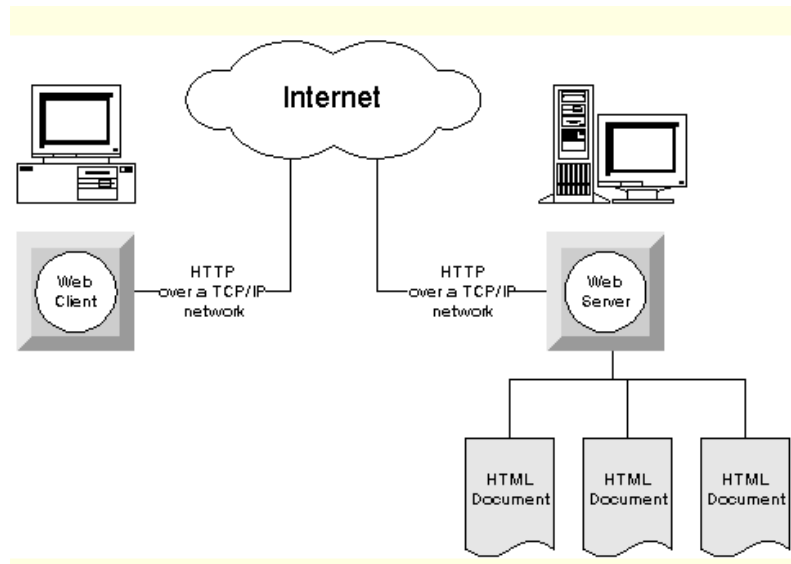 Internet
Web
Client
HTTP
over a TCP/IP
network
HTTP
over a TCP/IP
network
Web
Server
HTML
Document
HTML
Document
HTML
Document